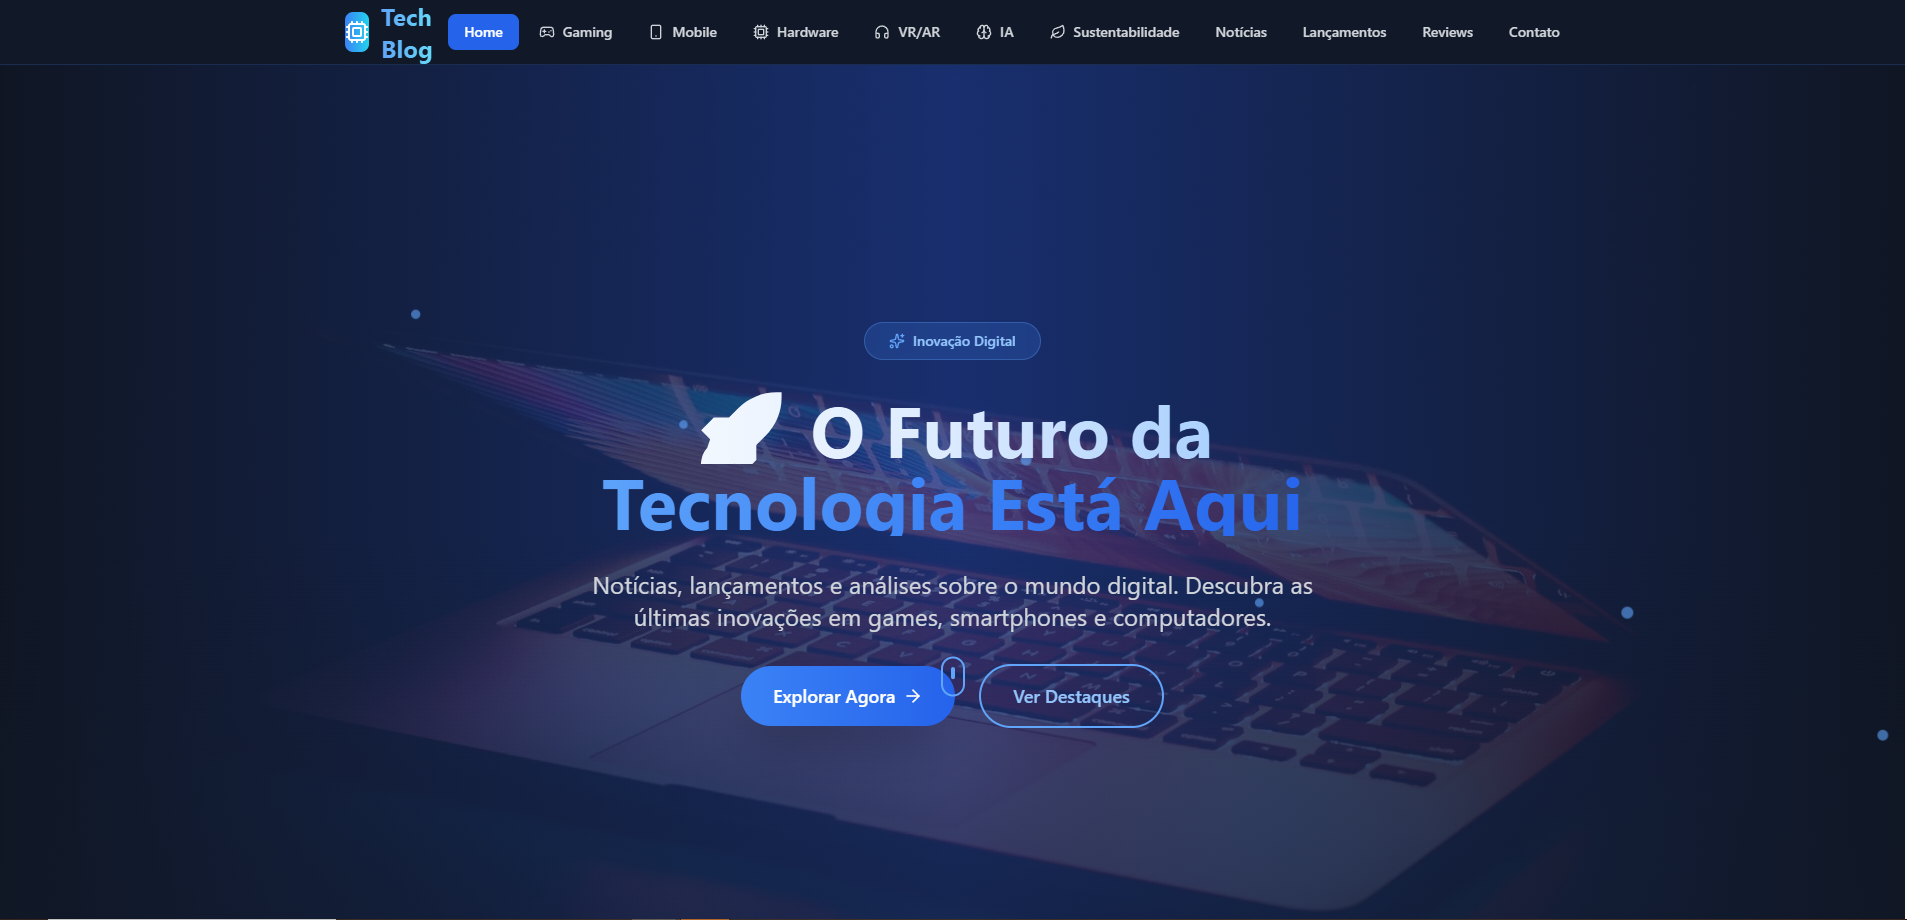 Tech
Blog
Home
Gaming
Mobile
Hardware
VR/AR
IA
Sustentabilidade
Notícias
Lançamentos
Reviews
Contato
Inovação Digital
O Futuro da
Tecnologia Está Aqui
Notícias, lançamentos e análises sobre o mundo digital. Descubra as
últimas inovações em games, smartphones e computadores.
Explorar Agora →
Ver Destaques